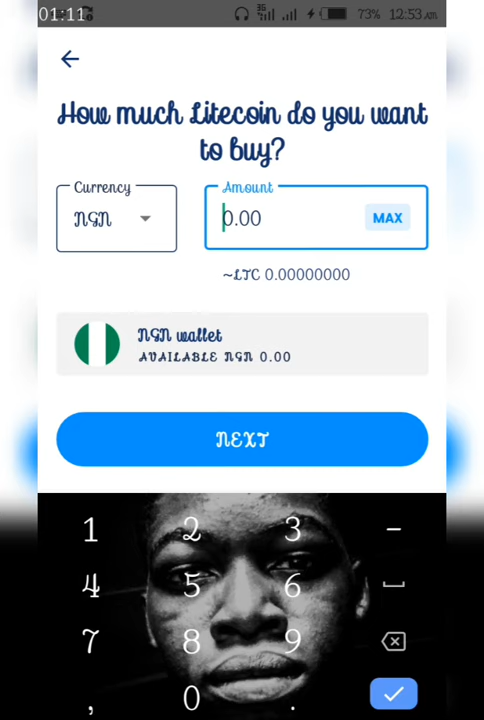 01:11
3G
73% 12:53 AM
How much Litecoin do you want
to buy?
Currency
NGN
Amount
0.00
MAX
~LTC 0.00000000
NGN wallet
AVAILABLE NGN 0.00
NEXT
1 2 3 –
4 5 6
7 8 9
, 0 .